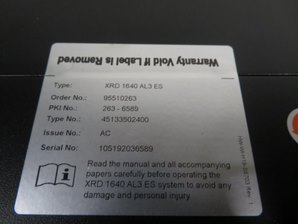 Warranty Void If Label Is Removed
Type: XRD 1640 AL3 ES
Order No.: 95510263
PKI No.: 263 - 6589
Type No.: 45133502400
Issue No.: AC
Serial No: 105192036589
Read the manual and all accompanying
papers carefully before operating the
XRD 1640 AL3 ES system to avoid any
damage and personal injury